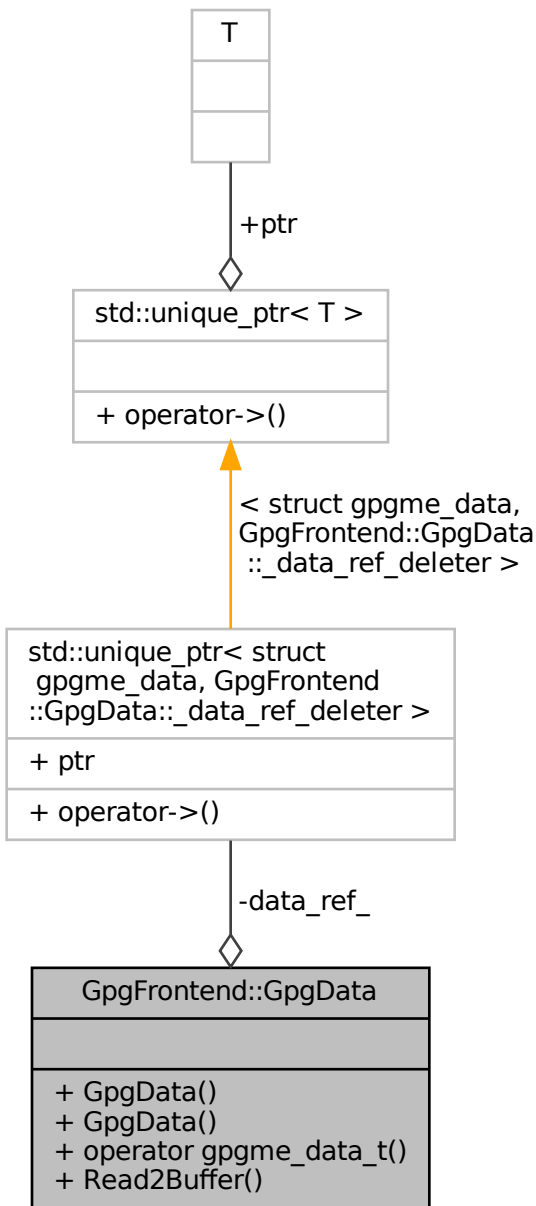 T
+ptr
std::unique_ptr< T >
+ operator->()
< struct gpgme_data,
GpgFrontend::GpgData
::_data_ref_deleter >
std::unique_ptr< struct
gpgme_data, GpgFrontend
::GpgData::_data_ref_deleter >
+ ptr
+ operator->()
-data_ref_
GpgFrontend::GpgData
+ GpgData()
+ GpgData()
+ operator gpgme_data_t()
+ Read2Buffer()